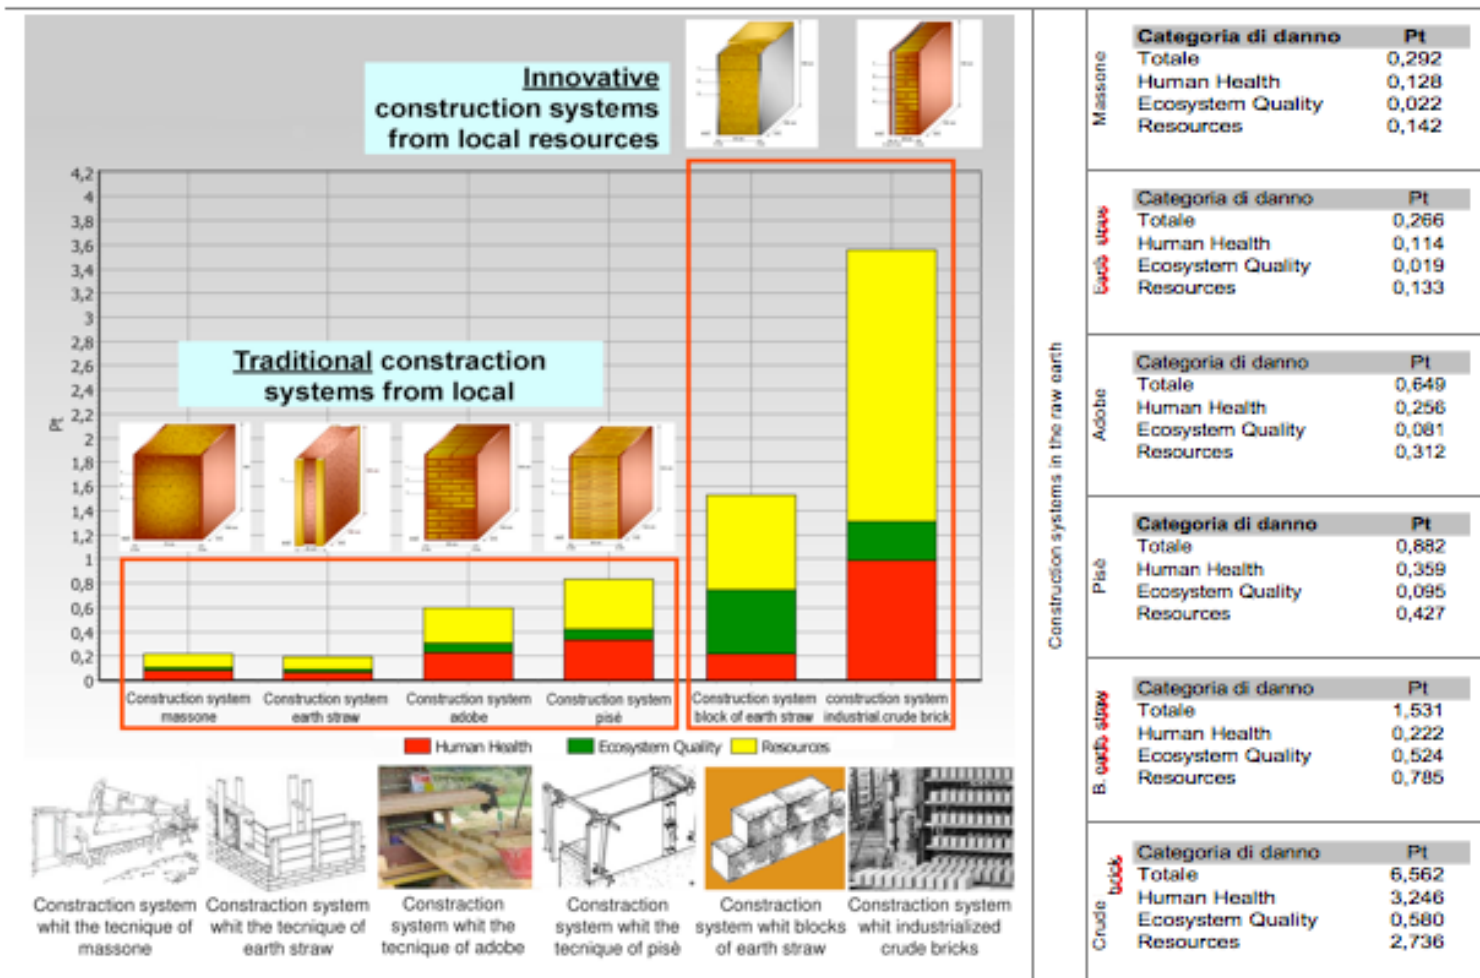 Innovative
construction systems
from local resources
Traditional constraction
systems from local
4,2
4
3,8
3,6
3,4
3,2
3
2,8
2,6
2,4
2,2
2
1,8
1,6
1,4
1,2
1
0,8
0,6
0,4
0,2
0
Pt
Construction system
massone
Construction system
earth straw
Construction system
adobe
Construction system
pisè
Construction system
block of earth straw
construction system
industrial.crude brick
Human Health
Ecosystem Quality
Resources
Constraction system
whit the tecnique of
massone
Constraction system
whit the tecnique of
earth straw
Constraction
system whit the
tecnique of adobe
Constraction
system whit the
tecnique of pisè
Constraction
system whit blocks
of earth straw
Constraction system
whit industrialized
crude bricks
Construction systems in the raw earth
Massone
Categoria di danno Pt
Totale 0,292
Human Health 0,128
Ecosystem Quality 0,022
Resources 0,142
Earth straw
Categoria di danno Pt
Totale 0,266
Human Health 0,114
Ecosystem Quality 0,019
Resources 0,133
Adobe
Categoria di danno Pt
Totale 0,649
Human Health 0,256
Ecosystem Quality 0,081
Resources 0,312
Pisè
Categoria di danno Pt
Totale 0,882
Human Health 0,359
Ecosystem Quality 0,095
Resources 0,427
B. earth straw
Categoria di danno Pt
Totale 1,531
Human Health 0,222
Ecosystem Quality 0,524
Resources 0,785
Crude brick
Categoria di danno Pt
Totale 6,562
Human Health 3,246
Ecosystem Quality 0,580
Resources 2,736